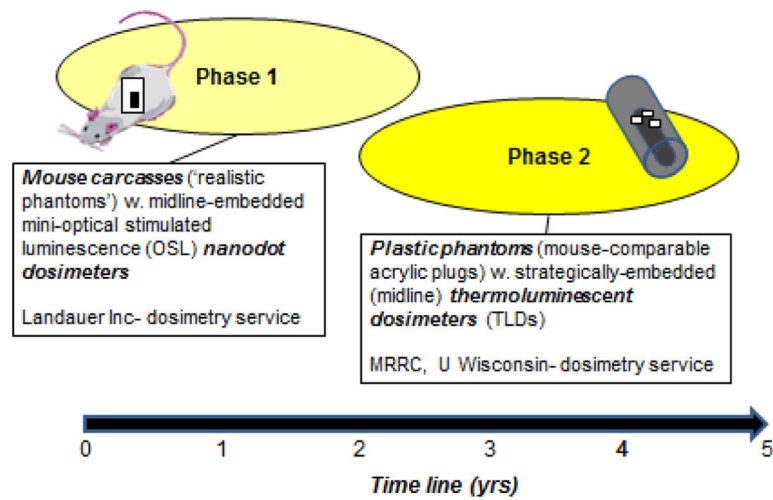 Phase 1
Mouse carcasses ('realistic
phantoms') w. midline-embedded
mini-optical stimulated
luminescence (OSL) nanodot
dosimeters
Landauer Inc- dosimetry service
Phase 2
Plastic phantoms (mouse-comparable
acrylic plugs) w. strategically-embedded
(midline) thermoluminescent
dosimeters (TLDs)
MRRC, U Wisconsin- dosimetry service
0 1 2 3 4 5
Time line (yrs)